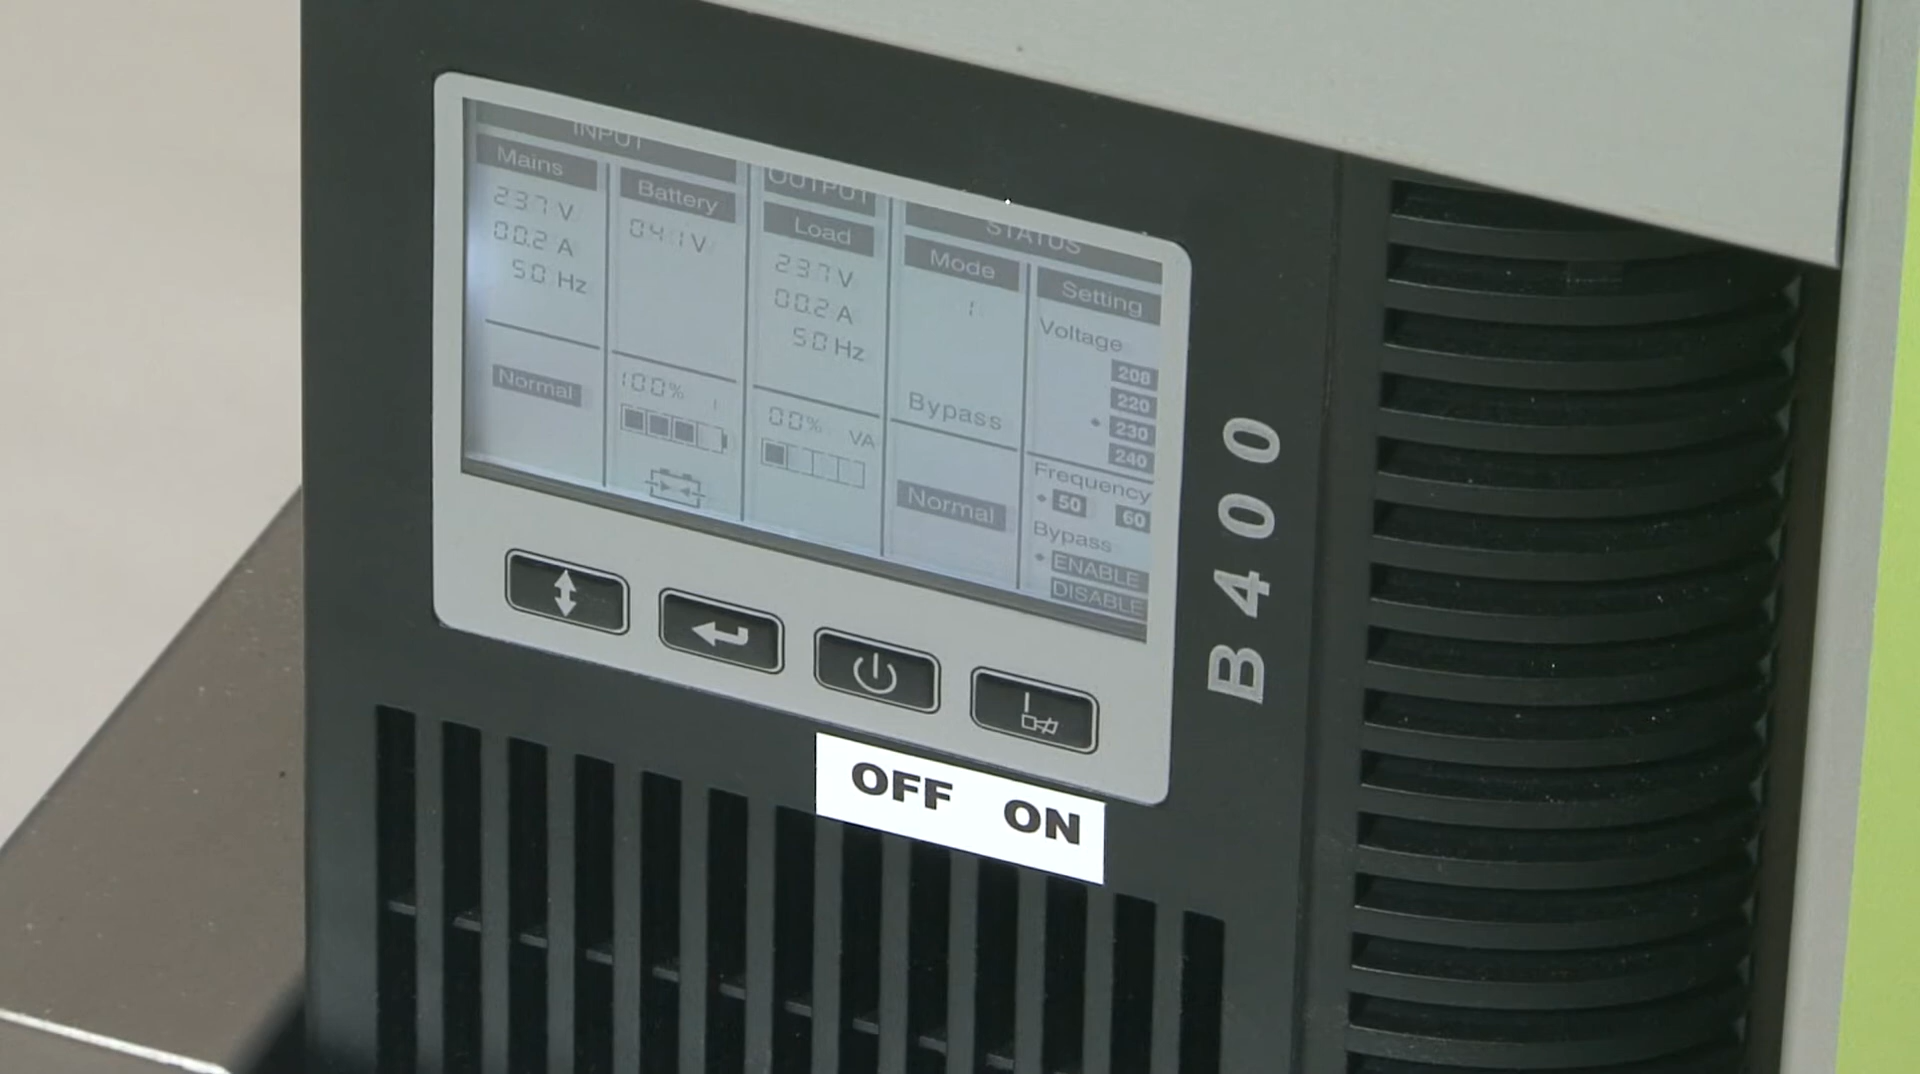 INPUT
Mains
237 V
00.2 A
50 Hz
Normal
Battery
04.1 V
100%
OUTPUT
Load
237 V
00.2 A
50 Hz
00% VA
STATUS
Mode
1
Bypass
Normal
Setting
Voltage
208
220
230
240
Frequency
50 60
Bypass
ENABLE
DISABLE
B400
OFF ON